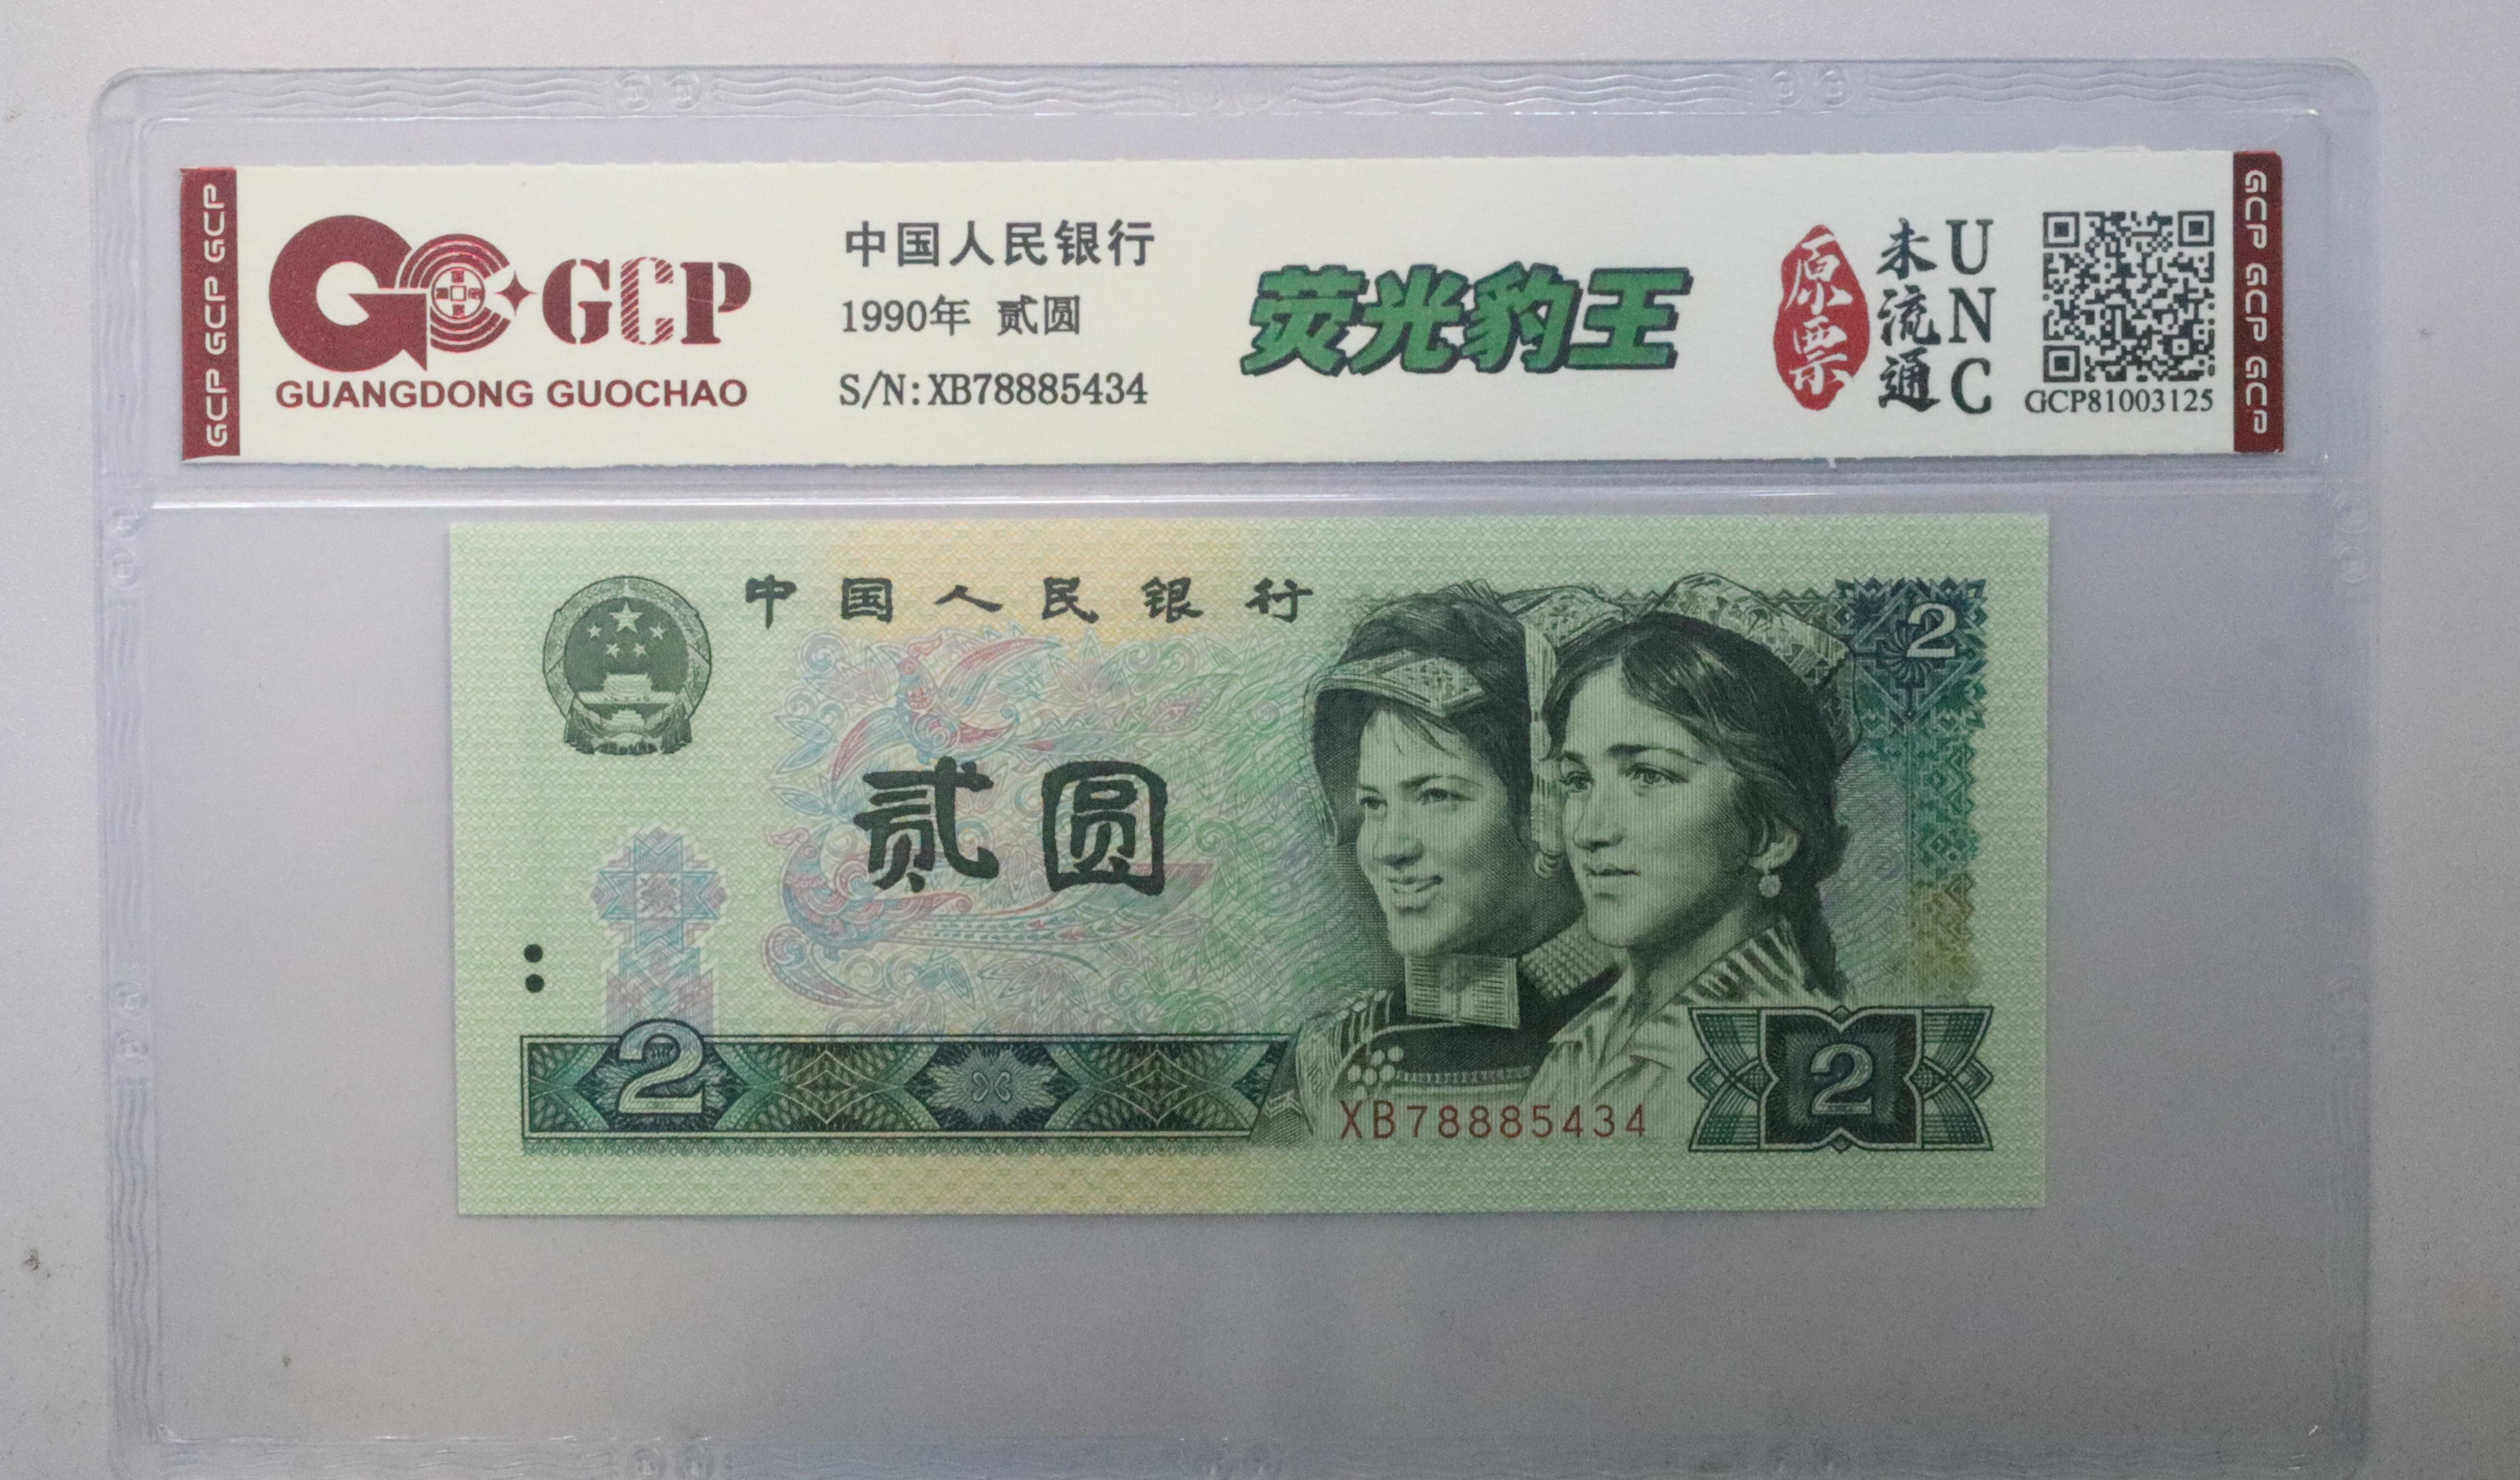 GCP GCP GCP
GCP
GUANGDONG GUOCHAO
中国人民银行
1990年 贰圆
S/N:XB78885434
荧光豹王
原票
未流通
UNC
GCP81003125
GCP GCP GCP
中国人民银行
2
贰圆
2
XB78885434
2